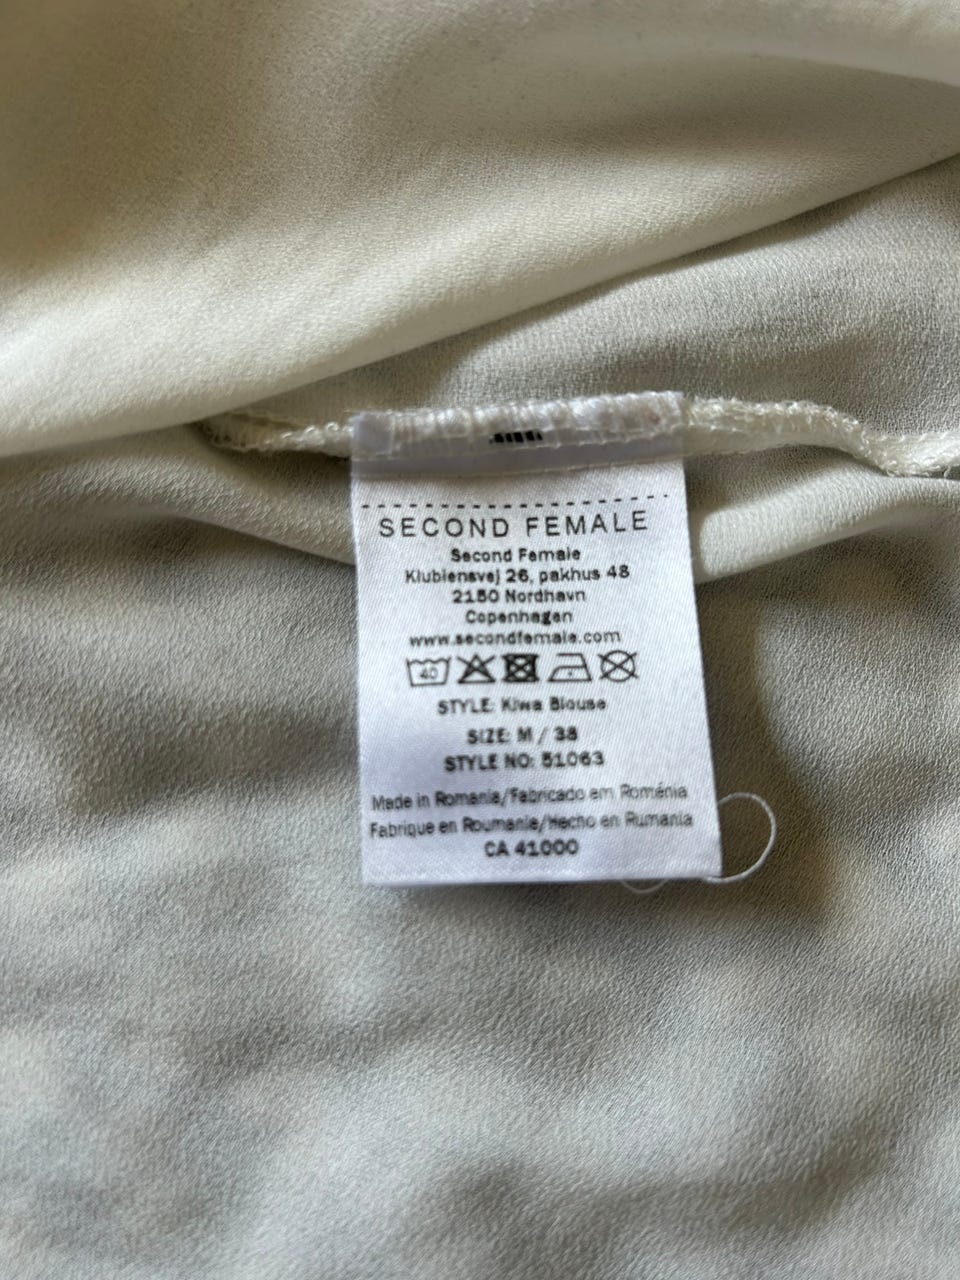 SECOND FEMALE
Second Female
Klubiensvej 26, pakhus 48
2150 Nordhavn
Copenhagen
www.secondfemale.com
40
STYLE: Kiwa Blouse
SIZE: M / 38
STYLE NO: 51063
Made in Romania/Fabricado em Roménia
Fabrique en Roumanie/Hecho en Rumania
CA 41000